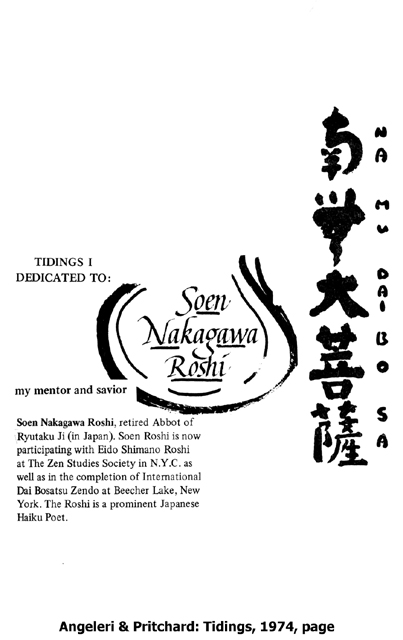 TIDINGS I
DEDICATED TO:
Soen
Nakagawa
Roshi
my mentor and savior
Soen Nakagawa Roshi, retired Abbot of
Ryutaku Ji (in Japan). Soen Roshi is now
participating with Eido Shimano Roshi
at The Zen Studies Society in N.Y.C. as
well as in the completion of International
Dai Bosatsu Zendo at Beecher Lake, New
York. The Roshi is a prominent Japanese
Haiku Poet.
南無大菩薩
NA MU DAI BO SA
Angeleri & Pritchard: Tidings, 1974, page